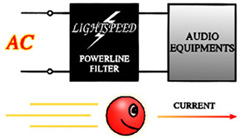 AC
LIGHTSPEED
POWERLINE
FILTER
AUDIO
EQUIPMENTS
CURRENT